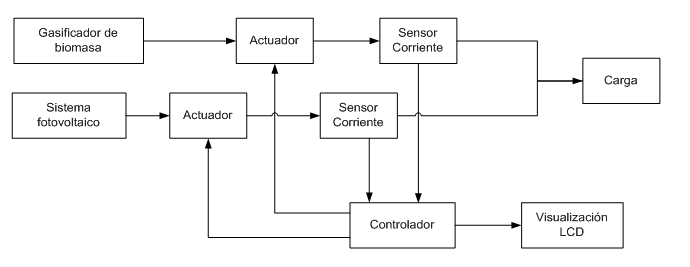 Gasificador de
biomasa
Actuador
Sensor
Corriente
Carga
Sistema
fotovoltaico
Actuador
Sensor
Corriente
Controlador
Visualización
LCD